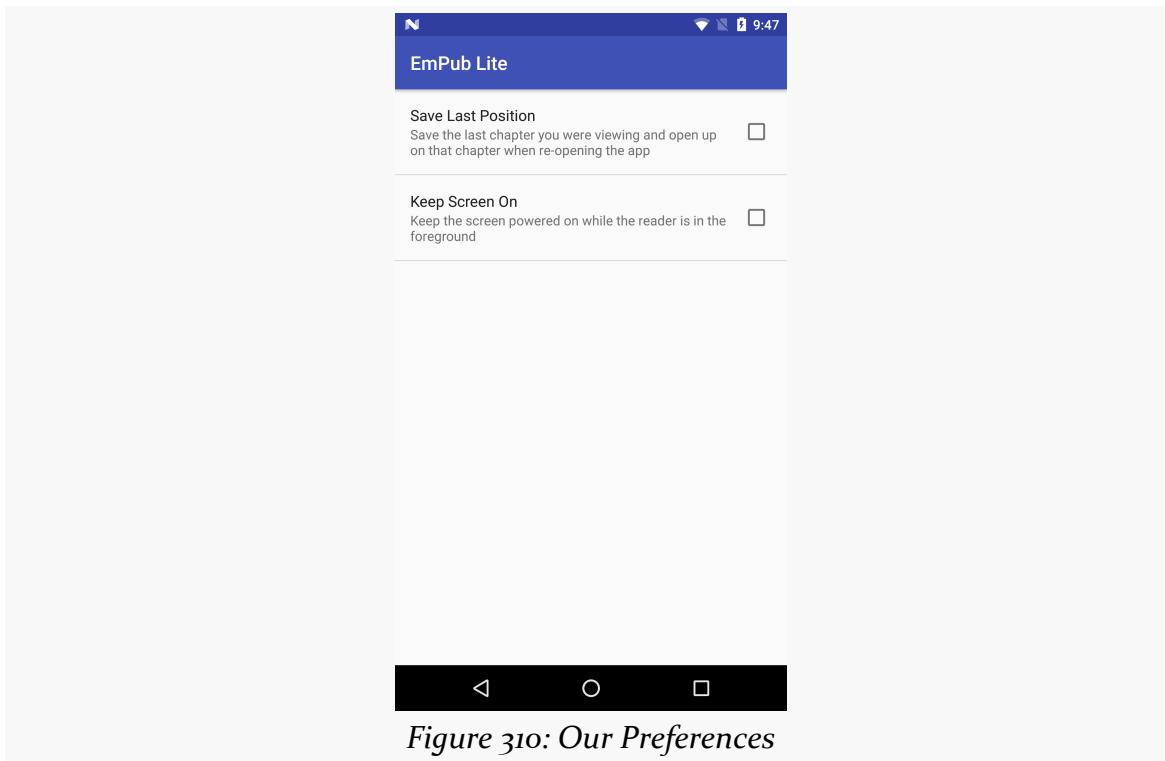 9:47
EmPub Lite
Save Last Position
Save the last chapter you were viewing and open up
on that chapter when re-opening the app
Keep Screen On
Keep the screen powered on while the reader is in the
foreground
Figure 310: Our Preferences